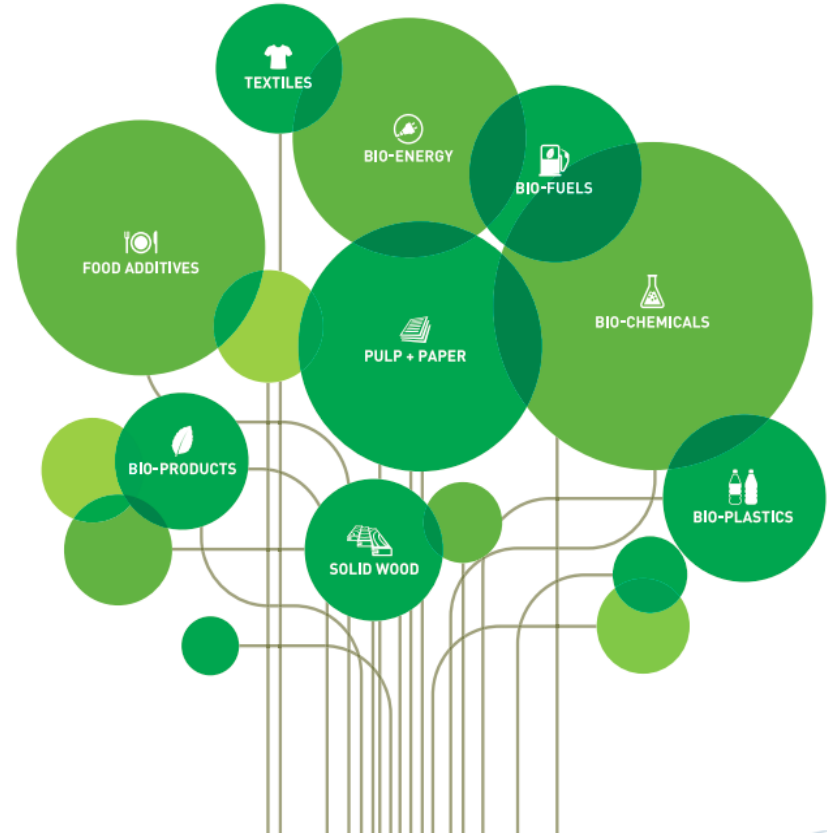 TEXTILES
BIO-ENERGY
BIO-FUELS
FOOD ADDITIVES
BIO-CHEMICALS
PULP + PAPER
BIO-PRODUCTS
BIO-PLASTICS
SOLID WOOD